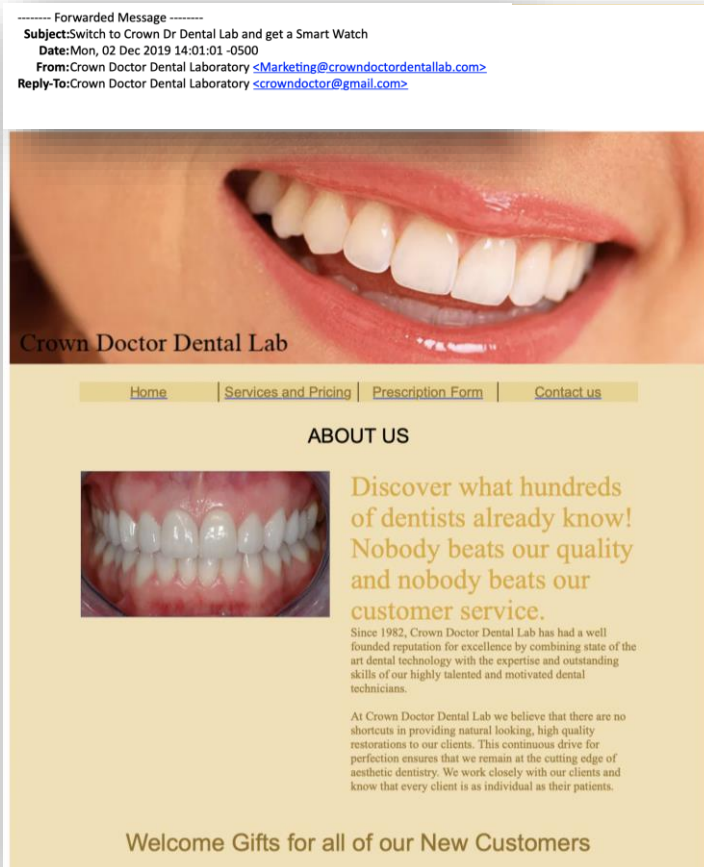 -------- Forwarded Message --------
Subject:Switch to Crown Dr Dental Lab and get a Smart Watch
Date:Mon, 02 Dec 2019 14:01:01 -0500
From:Crown Doctor Dental Laboratory <Marketing@crowndoctordentallab.com>
Reply-To:Crown Doctor Dental Laboratory <crowndoctor@gmail.com>
Crown Doctor Dental Lab
Home Services and Pricing Prescription Form Contact us
ABOUT US
Discover what hundreds
of dentists already know!
Nobody beats our quality
and nobody beats our
customer service.
Since 1982, Crown Doctor Dental Lab has had a well
founded reputation for excellence by combining state of the
art dental technology with the expertise and outstanding
skills of our highly talented and motivated dental
technicians.
At Crown Doctor Dental Lab we believe that there are no
shortcuts in providing natural looking, high quality
restorations to our clients. This continuous drive for
perfection ensures that we remain at the cutting edge of
aesthetic dentistry. We work closely with our clients and
know that every client is as individual as their patients.
Welcome Gifts for all of our New Customers